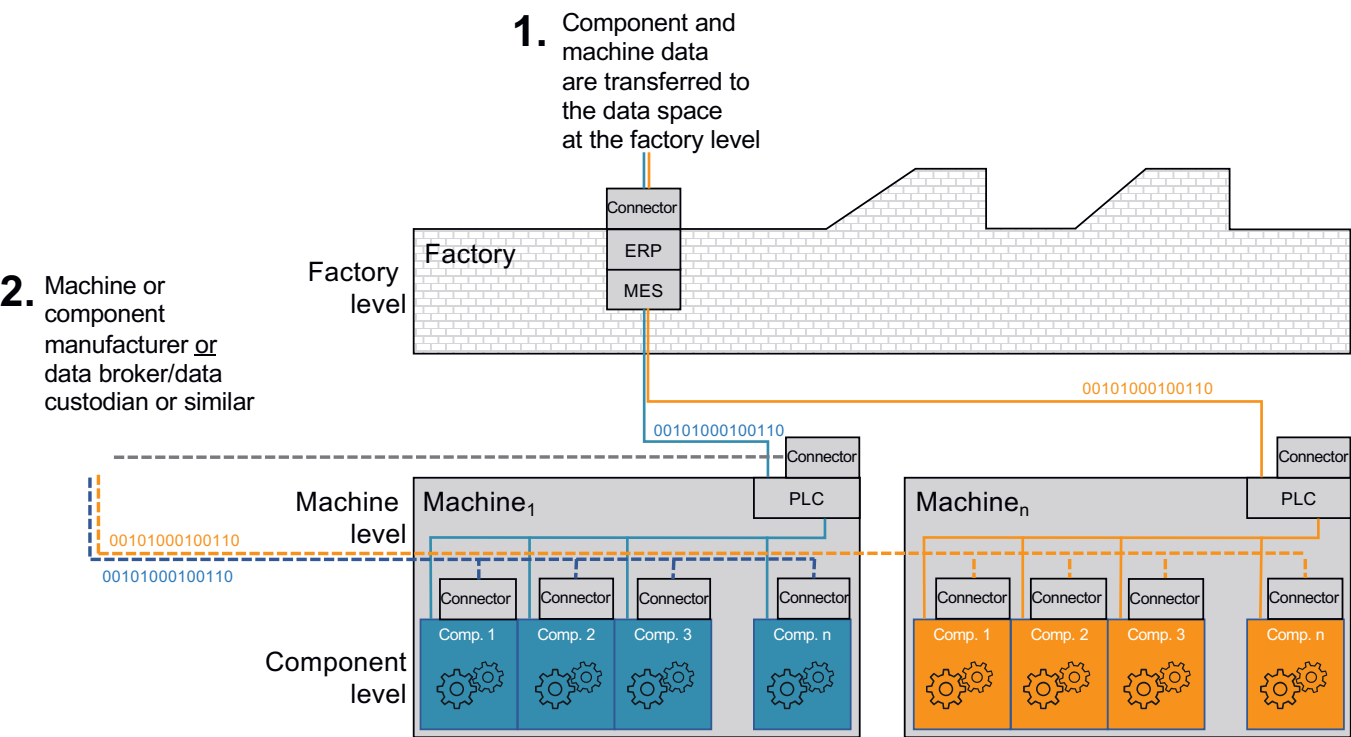 1. Component and
machine data
are transferred to
the data space
at the factory level
Connector
ERP
MES
Factory
Factory
level
2. Machine or
component
manufacturer or
data broker/data
custodian or similar
00101000100110
00101000100110
Connector
Connector
Machine
level
Machine₁
PLC
Machineₙ
PLC
00101000100110
00101000100110
Connector
Connector
Connector
Connector
Connector
Connector
Connector
Connector
Comp. 1
Comp. 2
Comp. 3
Comp. n
Comp. 1
Comp. 2
Comp. 3
Comp. n
Component
level